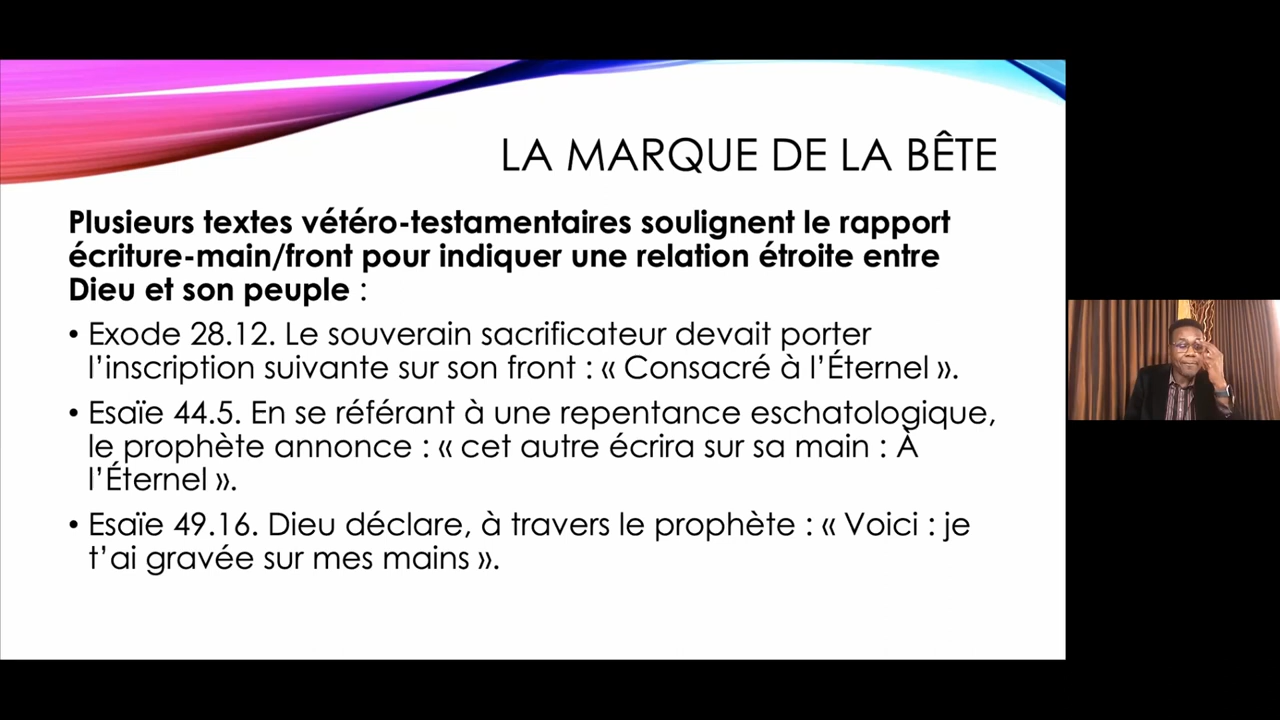 LA MARQUE DE LA BÊTE
Plusieurs textes vétéro-testamentaires soulignent le rapport
écriture-main/front pour indiquer une relation étroite entre
Dieu et son peuple :
• Exode 28.12. Le souverain sacrificateur devait porter
l’inscription suivante sur son front : « Consacré à l’Éternel ».
• Esaïe 44.5. En se référant à une repentance eschatologique,
le prophète annonce : « cet autre écrira sur sa main : À
l’Éternel ».
• Esaïe 49.16. Dieu déclare, à travers le prophète : « Voici : je
t’ai gravée sur mes mains ».